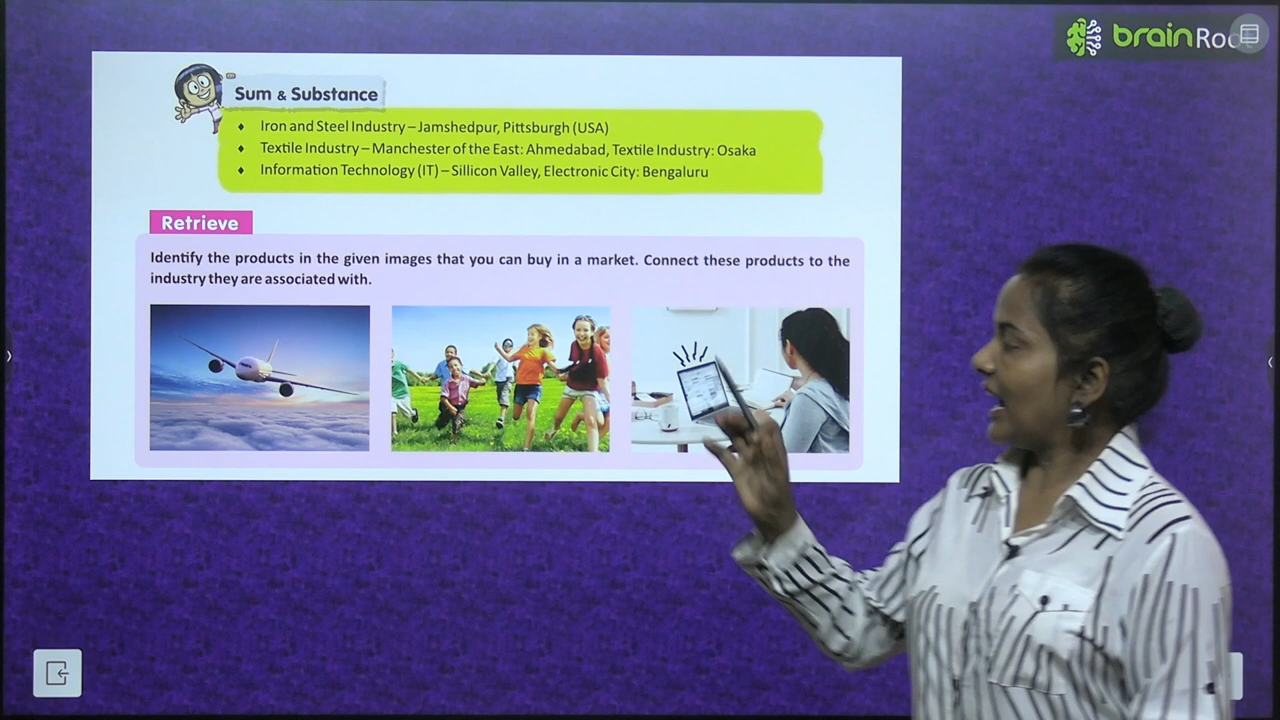 brainRoo
Sum & Substance
♦ Iron and Steel Industry – Jamshedpur, Pittsburgh (USA)
♦ Textile Industry – Manchester of the East: Ahmedabad, Textile Industry: Osaka
♦ Information Technology (IT) – Sillicon Valley, Electronic City: Bengaluru
Retrieve
Identify the products in the given images that you can buy in a market. Connect these products to the
industry they are associated with.